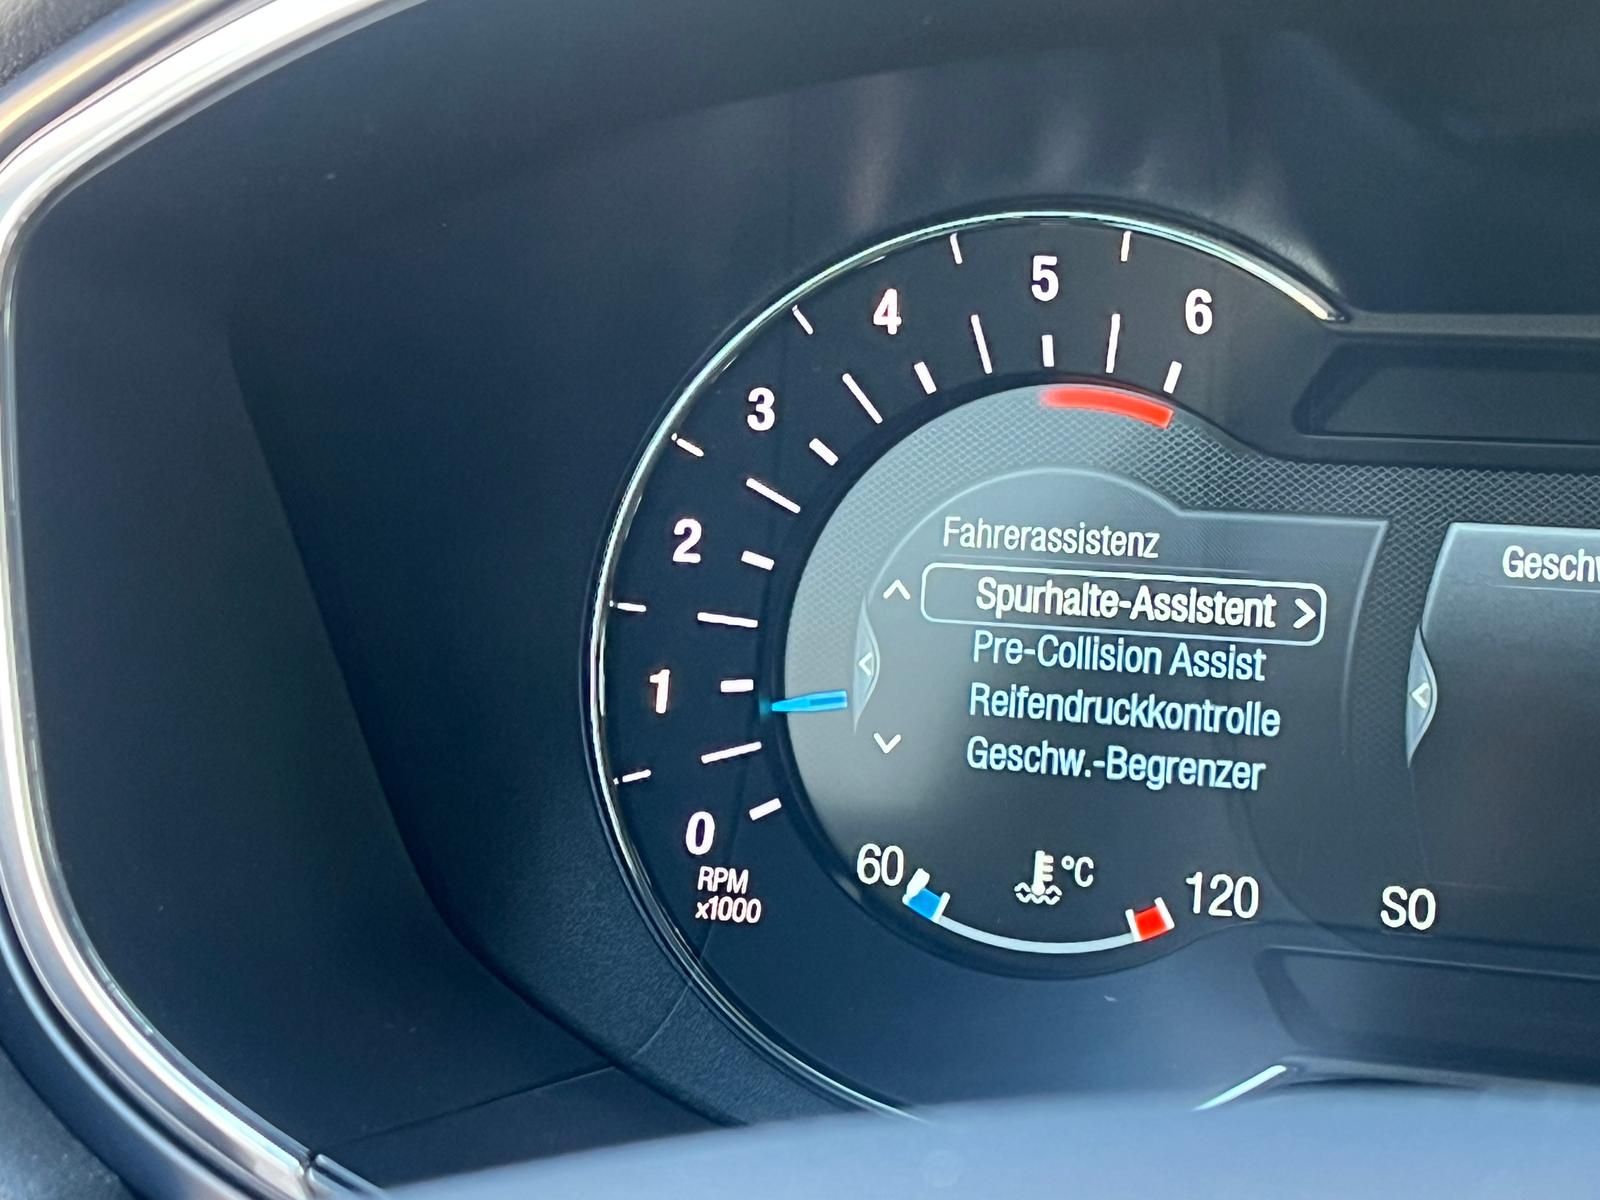 6
5
4
3
2
1
0
RPM
x1000
Fahrerassistenz
Spurhalte-Assistent >
Pre-Collision Assist
Reifendruckkontrolle
Geschw.-Begrenzer
60
°C
120
Geschw
SO